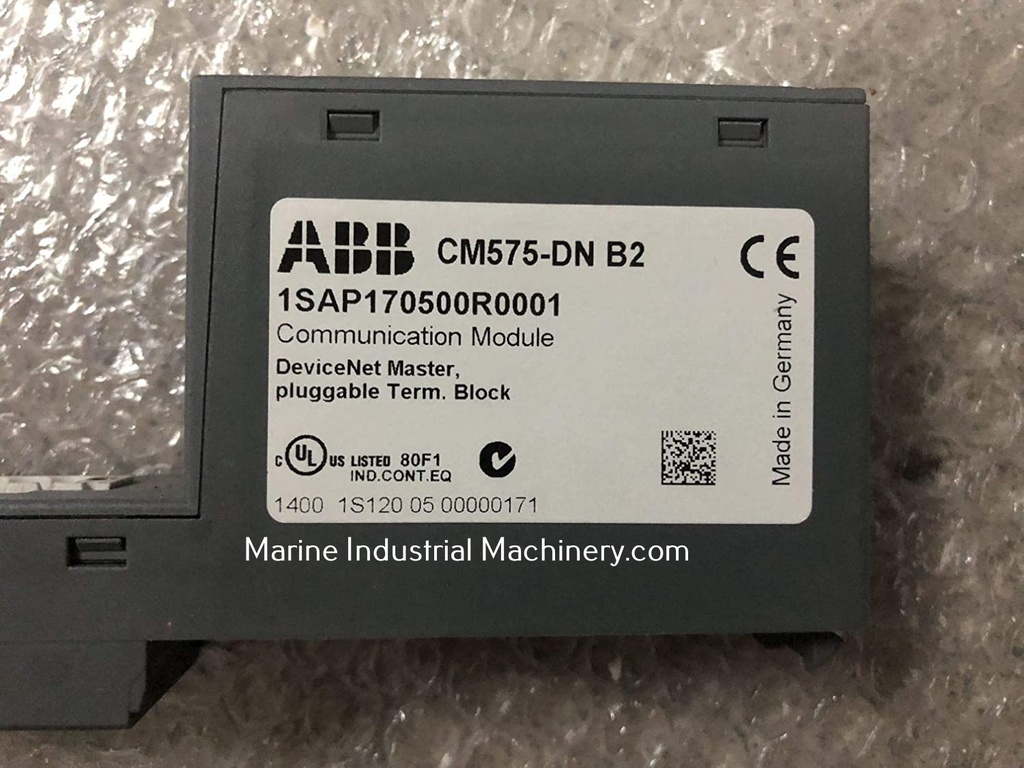 ABB CM575-DN B2
1SAP170500R0001
Communication Module
DeviceNet Master,
pluggable Term. Block
CE
Made in Germany
C UL US LISTED 80F1
IND.CONT.EQ
1400 1S120 05 00000171
Marine Industrial Machinery.com